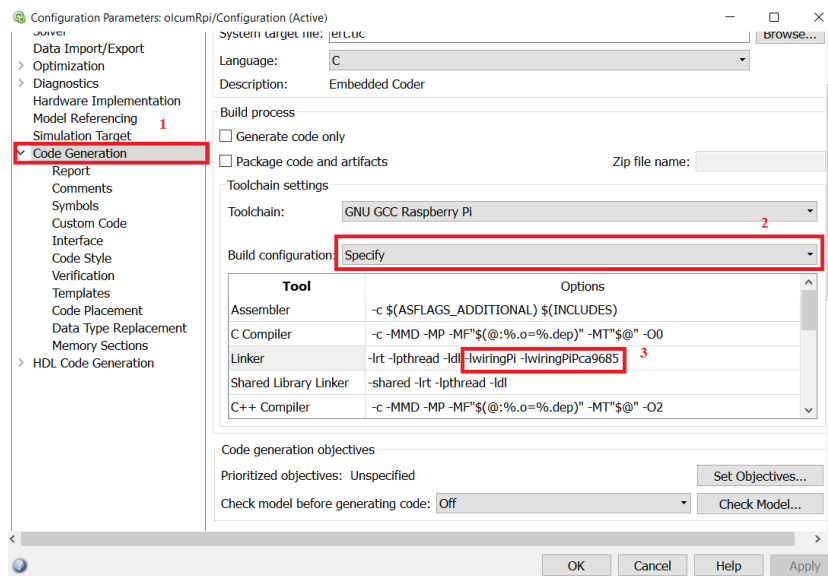 Configuration Parameters: olcumRpi/Configuration (Active)
Solver
Data Import/Export
Optimization
Diagnostics
Hardware Implementation
Model Referencing
1
Simulation Target
Code Generation
Report
Comments
Symbols
Custom Code
Interface
Code Style
Verification
Templates
Code Placement
Data Type Replacement
Memory Sections
HDL Code Generation
System target file: ert.tlc Browse...
Language: C
Description: Embedded Coder
Build process
Generate code only
Package code and artifacts Zip file name:
Toolchain settings
Toolchain: GNU GCC Raspberry Pi
2
Build configuration: Specify
Tool Options
Assembler -c $(ASFLAGS_ADDITIONAL) $(INCLUDES)
C Compiler -c -MMD -MP -MF"$(@:%.o=%.dep)" -MT"$@" -O0
Linker -lrt -lpthread -ldl -lwiringPi -lwiringPiPca9685 3
Shared Library Linker -shared -lrt -lpthread -ldl
C++ Compiler -c -MMD -MP -MF"$(@:%.o=%.dep)" -MT"$@" -O2
Code generation objectives
Prioritized objectives: Unspecified Set Objectives...
Check model before generating code: Off Check Model...
OK Cancel Help Apply